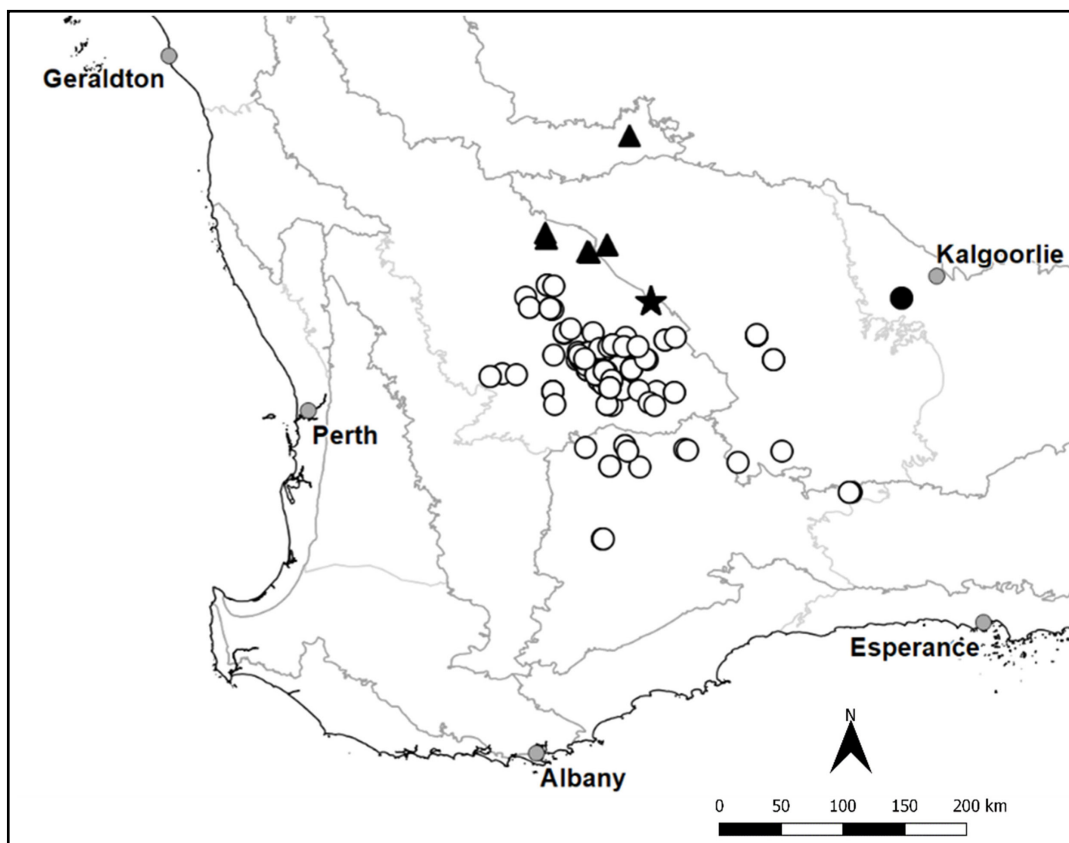 Geraldton
Kalgoorlie
Perth
Esperance
N
Albany
0 50 100 150 200 km